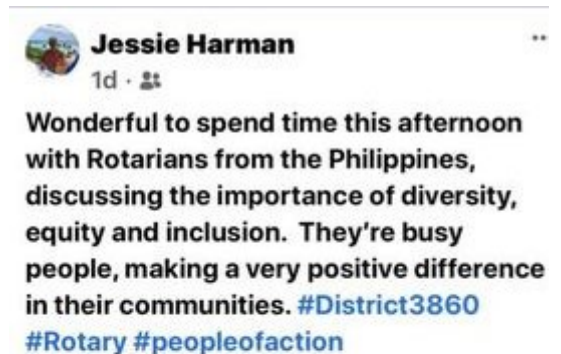 Jessie Harman
1d ·
Wonderful to spend time this afternoon
with Rotarians from the Philippines,
discussing the importance of diversity,
equity and inclusion. They're busy
people, making a very positive difference
in their communities. #District3860
#Rotary #peopleofaction